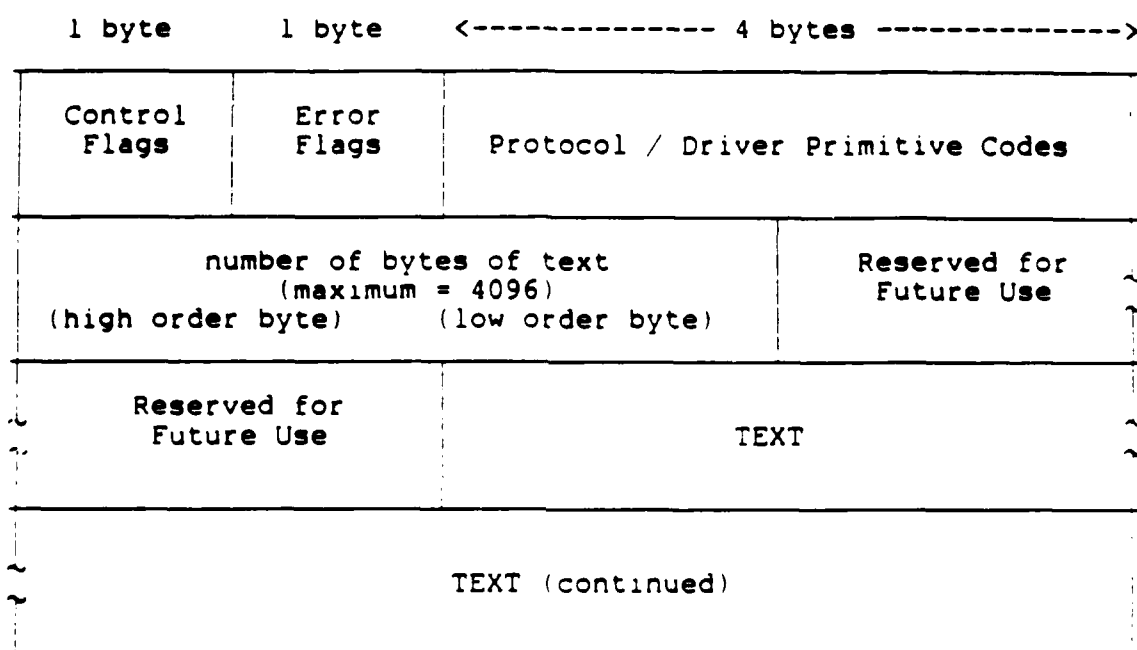 1 byte 1 byte <-------------- 4 bytes -------------->
Control Error
Flags Flags Protocol / Driver Primitive Codes
number of bytes of text Reserved for
(maximum = 4096) Future Use
(high order byte) (low order byte)
Reserved for
Future Use TEXT
TEXT (continued)